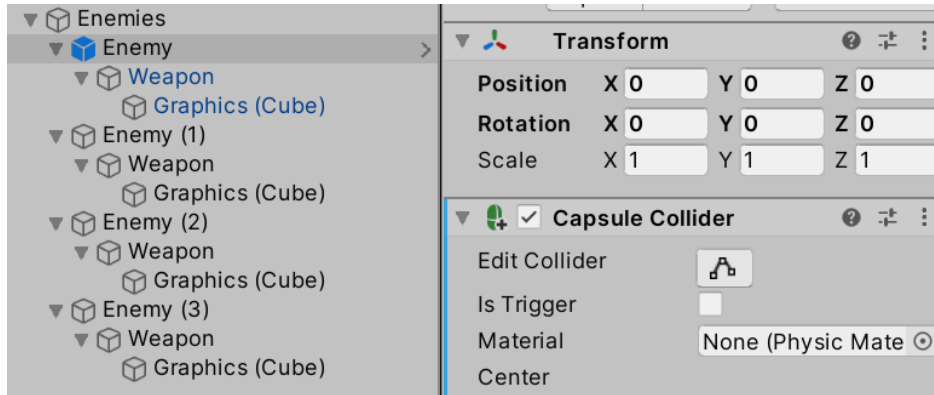 Enemies
Enemy
Weapon
Graphics (Cube)
Enemy (1)
Weapon
Graphics (Cube)
Enemy (2)
Weapon
Graphics (Cube)
Enemy (3)
Weapon
Graphics (Cube)
Transform
Position X 0 Y 0 Z 0
Rotation X 0 Y 0 Z 0
Scale X 1 Y 1 Z 1
Capsule Collider
Edit Collider
Is Trigger
Material None (Physic Mate
Center